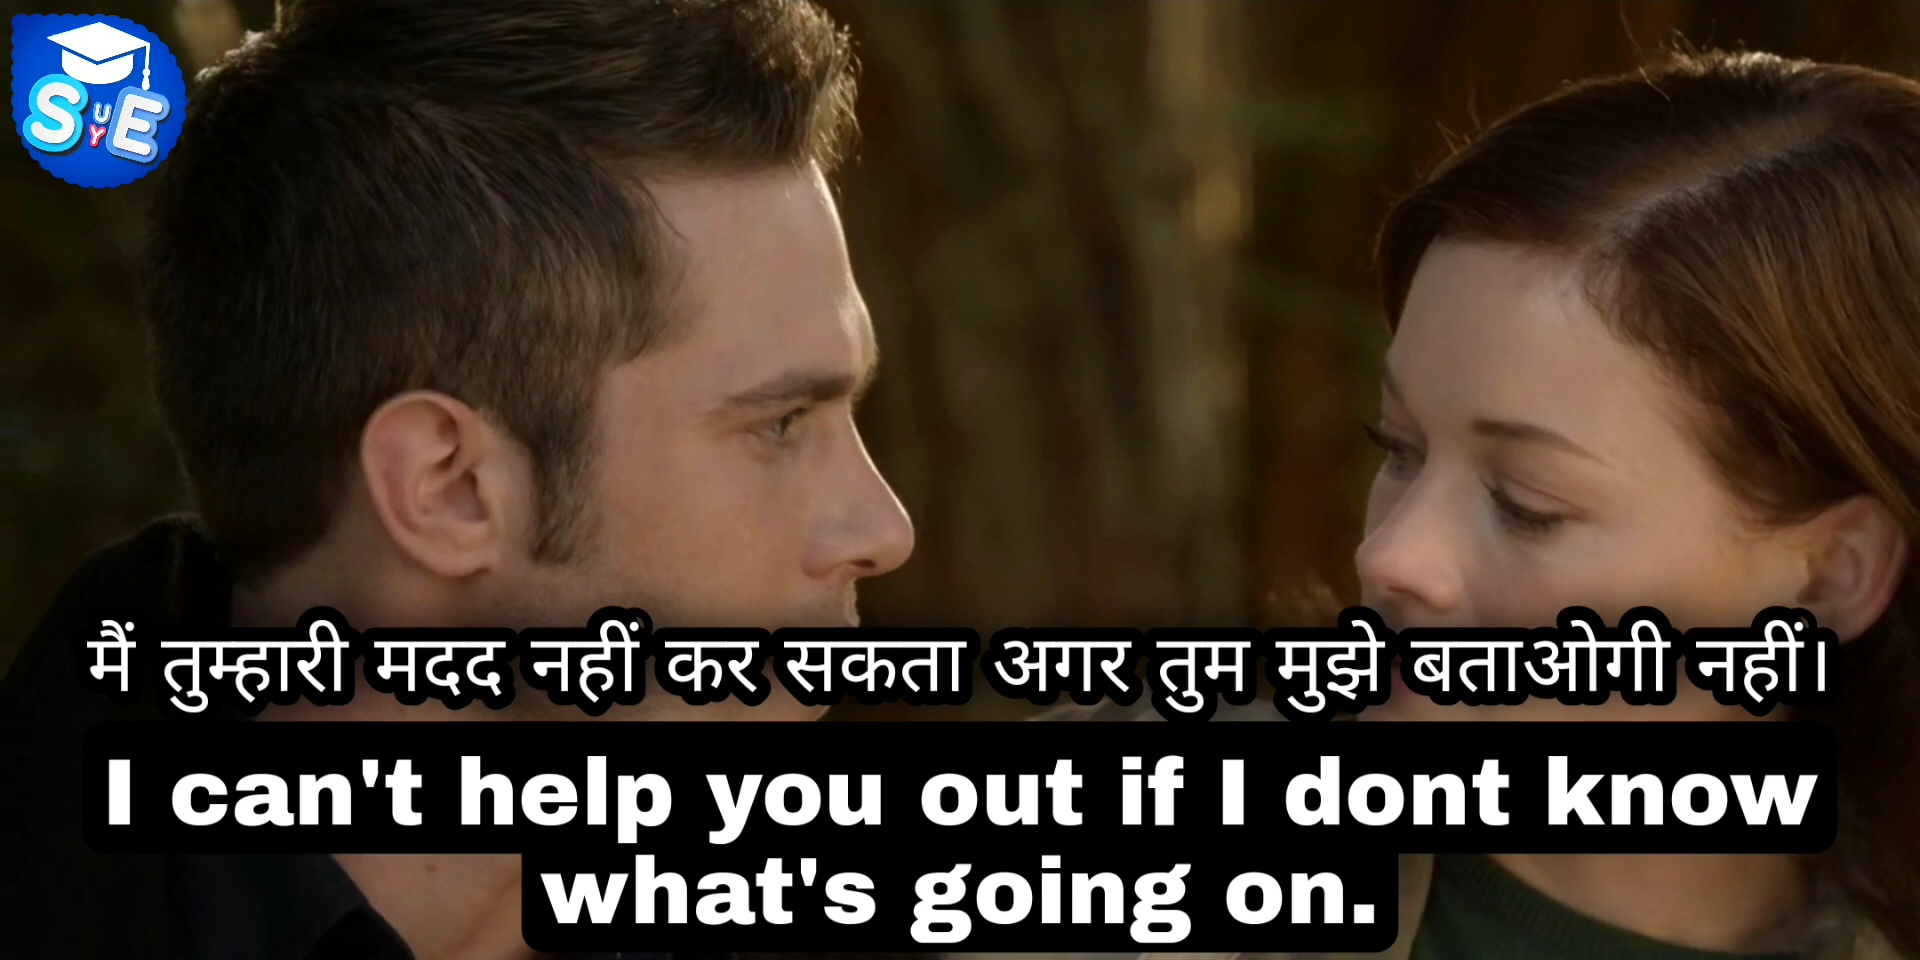 S U Y E
मैं तुम्हारी मदद नहीं कर सकता अगर तुम मुझे बताओगी नहीं।
I can't help you out if I dont know
what's going on.